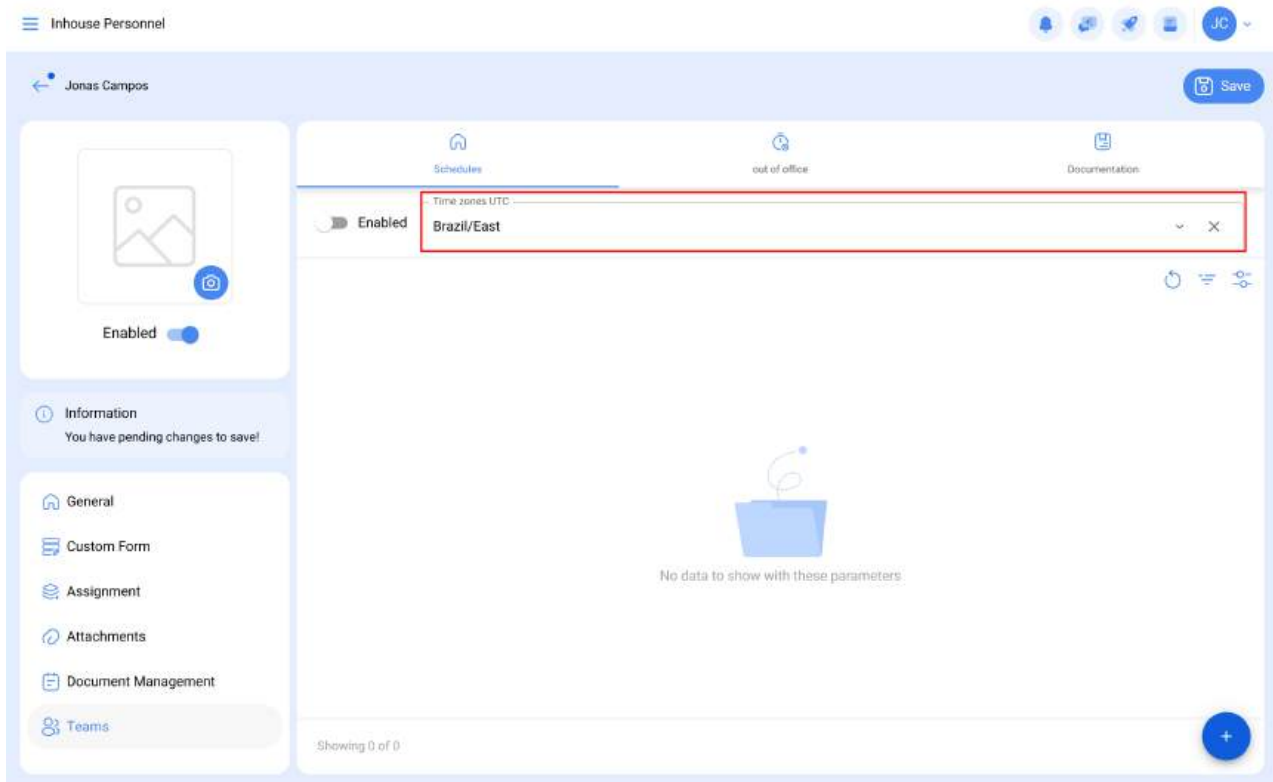 Inhouse Personnel
JC
Jonas Campos
Save
Schedules
out of office
Documentation
Enabled
Time zones UTC
Brazil/East
Enabled
Information
You have pending changes to save!
General
Custom Form
Assignment
Attachments
Document Management
Teams
No data to show with these parameters
Showing 0 of 0